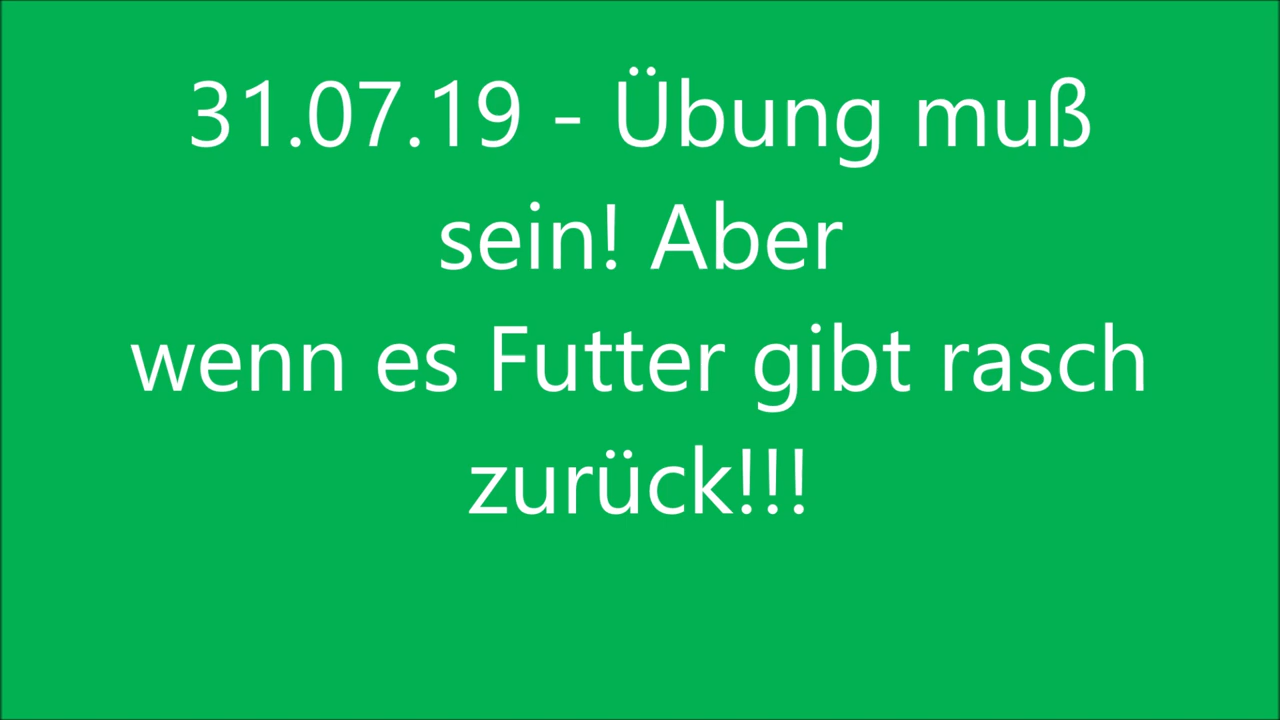 31.07.19 - Übung muß
sein! Aber
wenn es Futter gibt rasch
zurück!!!